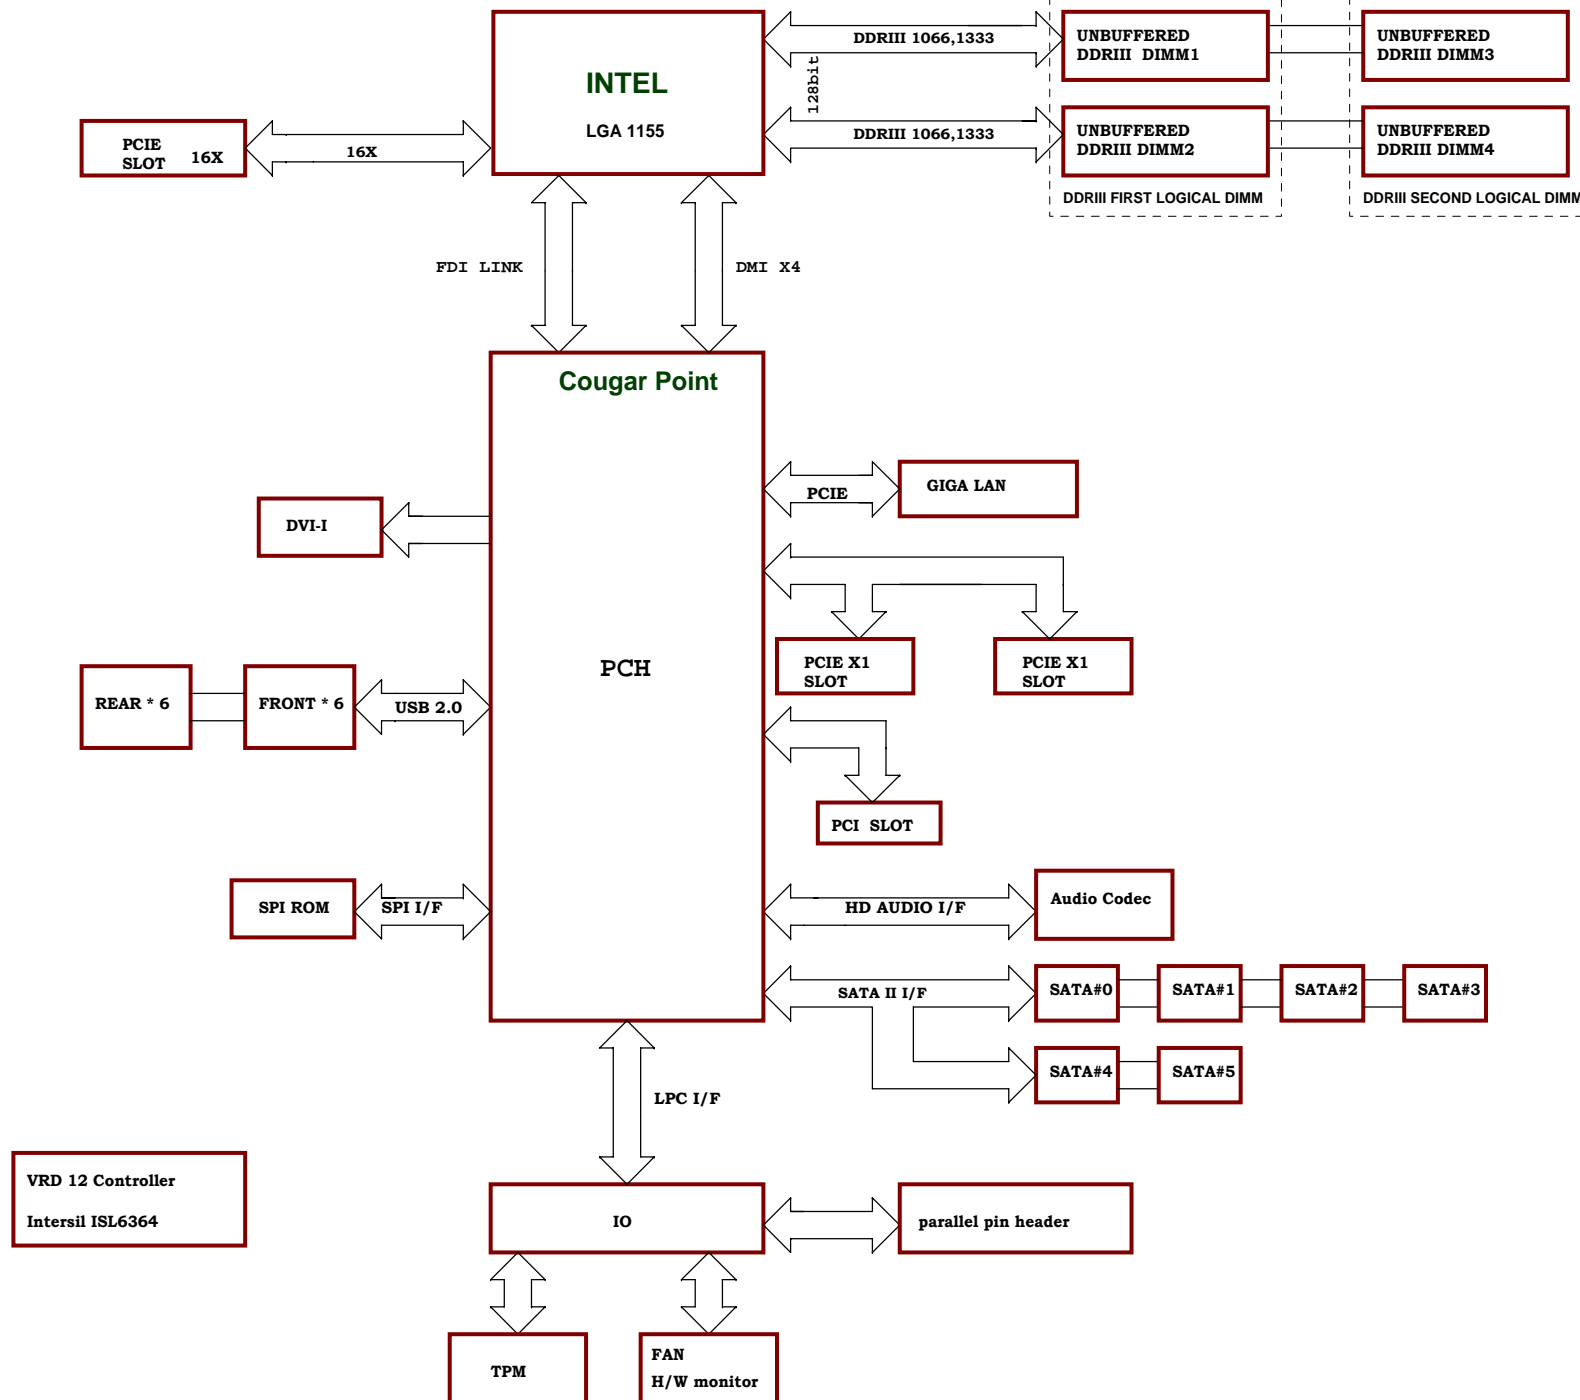 INTEL
LGA 1155
DDRIII 1066,1333
128bit
DDRIII 1066,1333
UNBUFFERED
DDRIII DIMM1
UNBUFFERED
DDRIII DIMM3
UNBUFFERED
DDRIII DIMM2
UNBUFFERED
DDRIII DIMM4
DDRIII FIRST LOGICAL DIMM
DDRIII SECOND LOGICAL DIMM
PCIE
SLOT 16X
16X
FDI LINK
DMI X4
Cougar Point
PCH
PCIE
GIGA LAN
DVI-I
PCIE X1
SLOT
PCIE X1
SLOT
REAR * 6
FRONT * 6
USB 2.0
PCI SLOT
SPI ROM
SPI I/F
HD AUDIO I/F
Audio Codec
SATA II I/F
SATA#0
SATA#1
SATA#2
SATA#3
SATA#4
SATA#5
LPC I/F
VRD 12 Controller
Intersil ISL6364
IO
parallel pin header
TPM
FAN
H/W monitor